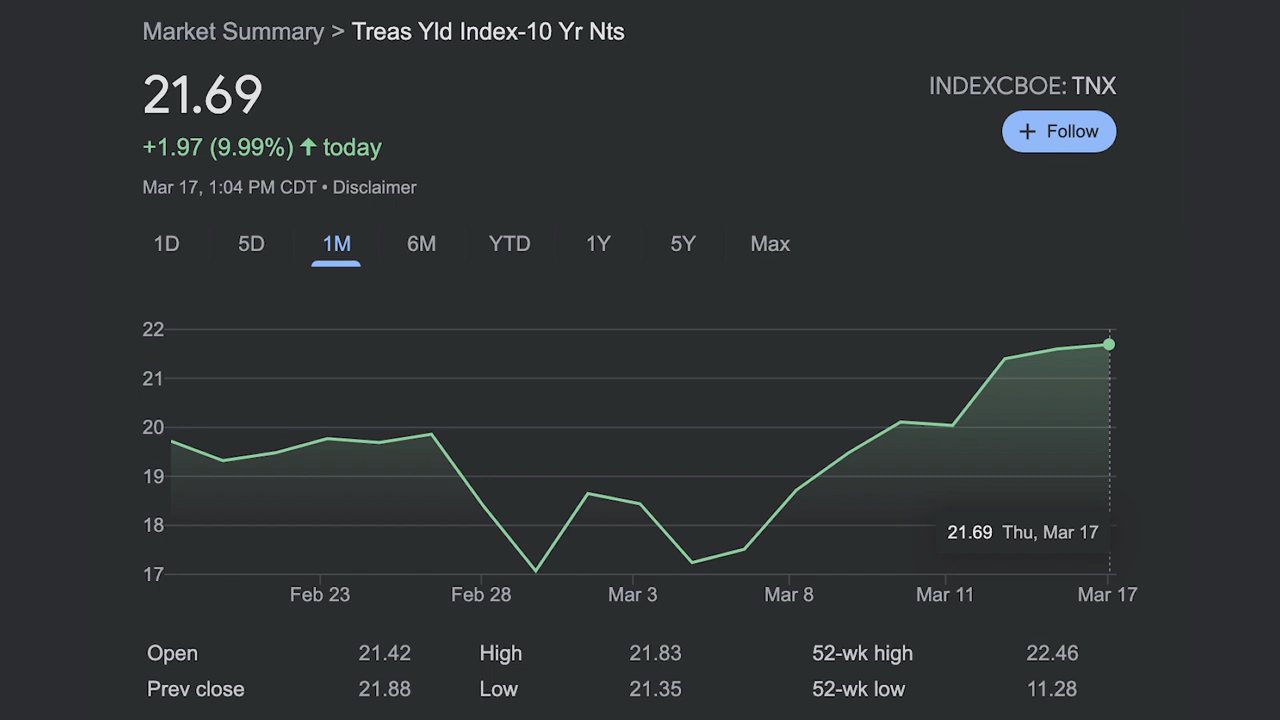 Market Summary > Treas Yld Index-10 Yr Nts
21.69
INDEXCBOE: TNX
+ Follow
+1.97 (9.99%) ↑ today
Mar 17, 1:04 PM CDT • Disclaimer
1D 5D 1M 6M YTD 1Y 5Y Max
22
21
20
19
18
17
21.69 Thu, Mar 17
Feb 23 Feb 28 Mar 3 Mar 8 Mar 11 Mar 17
Open 21.42 High 21.83 52-wk high 22.46
Prev close 21.88 Low 21.35 52-wk low 11.28